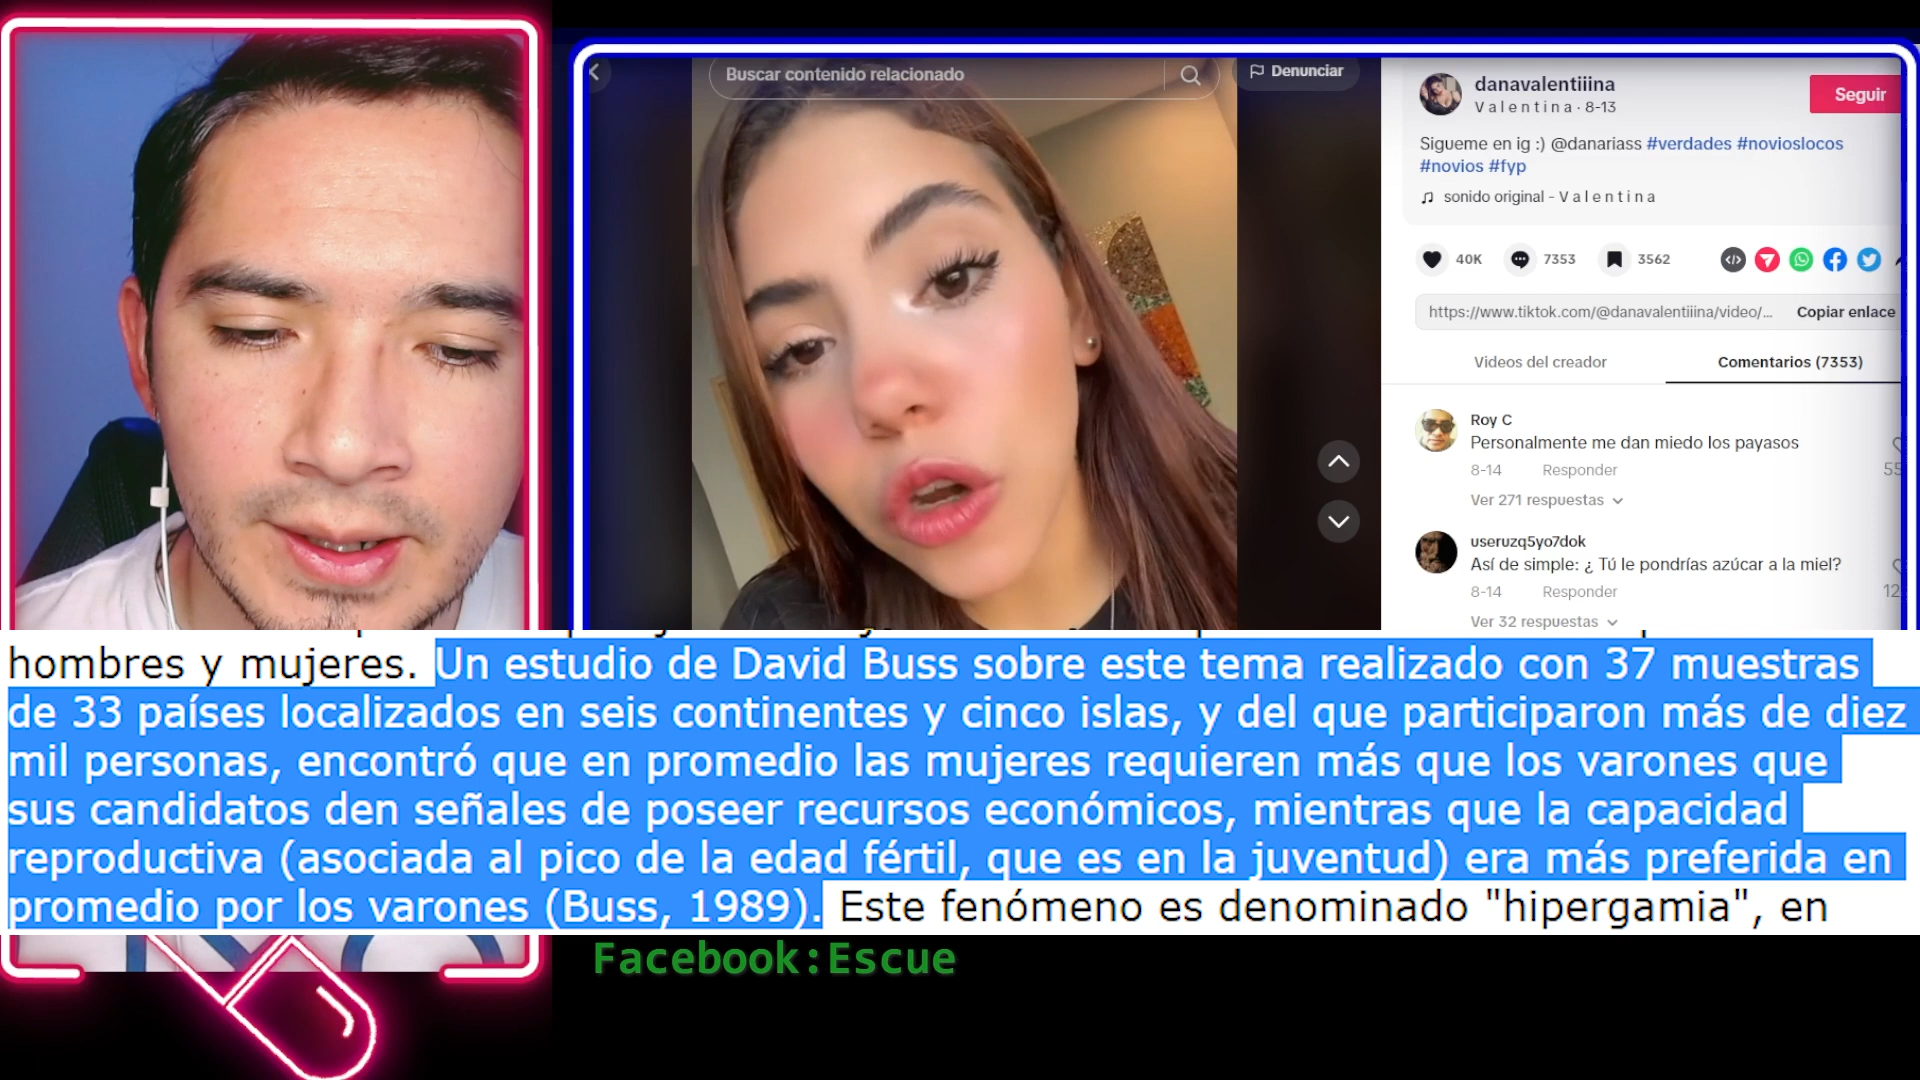 Buscar contenido relacionado
Denunciar
danavalentiiina
V a l e n t i n a · 8-13
Seguir
Sigueme en ig :) @danariass #verdades #novioslocos
#novios #fyp
sonido original - V a l e n t i n a
40K
7353
3562
https://www.tiktok.com/@danavalentiiina/video/...
Copiar enlace
Videos del creador
Comentarios (7353)
Roy C
Personalmente me dan miedo los payasos
8-14 Responder
55
Ver 271 respuestas
useruzq5yo7dok
Así de simple: ¿ Tú le pondrías azúcar a la miel?
8-14 Responder
12
Ver 32 respuestas
hombres y mujeres. Un estudio de David Buss sobre este tema realizado con 37 muestras
de 33 países localizados en seis continentes y cinco islas, y del que participaron más de diez
mil personas, encontró que en promedio las mujeres requieren más que los varones que
sus candidatos den señales de poseer recursos económicos, mientras que la capacidad
reproductiva (asociada al pico de la edad fértil, que es en la juventud) era más preferida en
promedio por los varones (Buss, 1989). Este fenómeno es denominado "hipergamia", en
Facebook:Escue